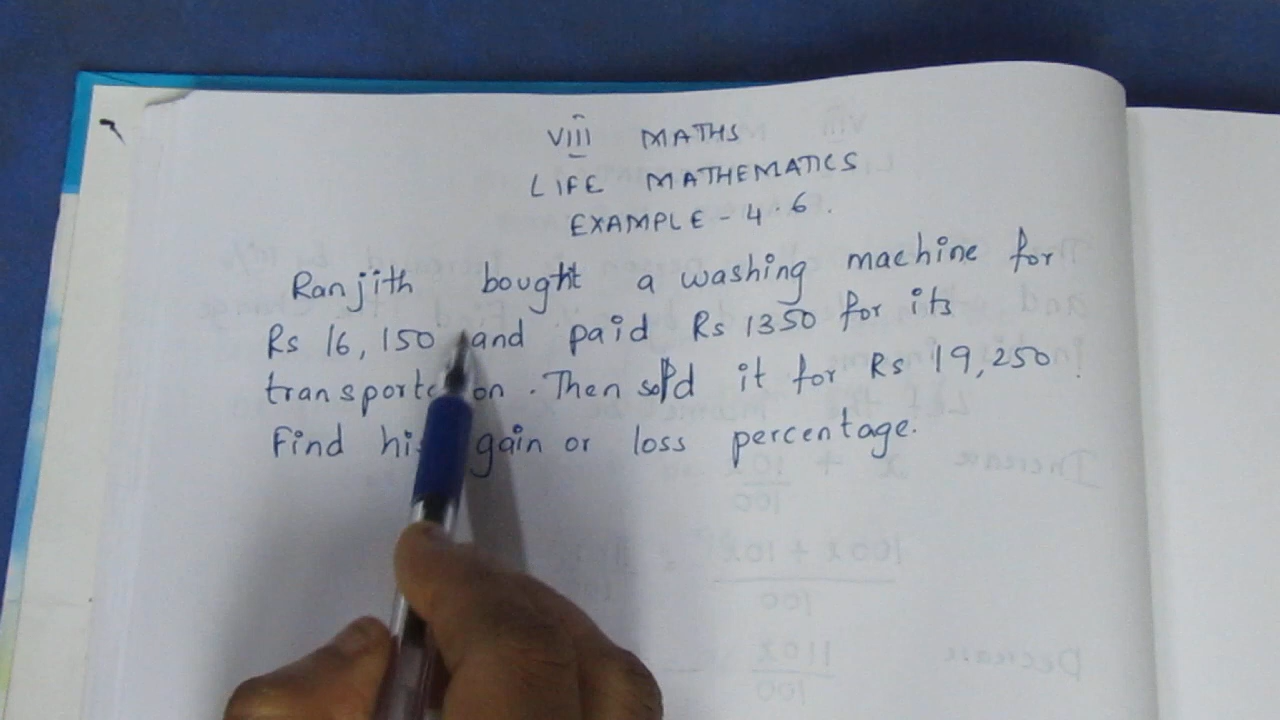 VIII MATHS
LIFE MATHEMATICS
EXAMPLE - 4.6.
Ranjith bought a washing machine for
Rs 16,150 and paid Rs 1350 for its
. Then sold it for Rs 19,250.
Find gain or loss percentage.